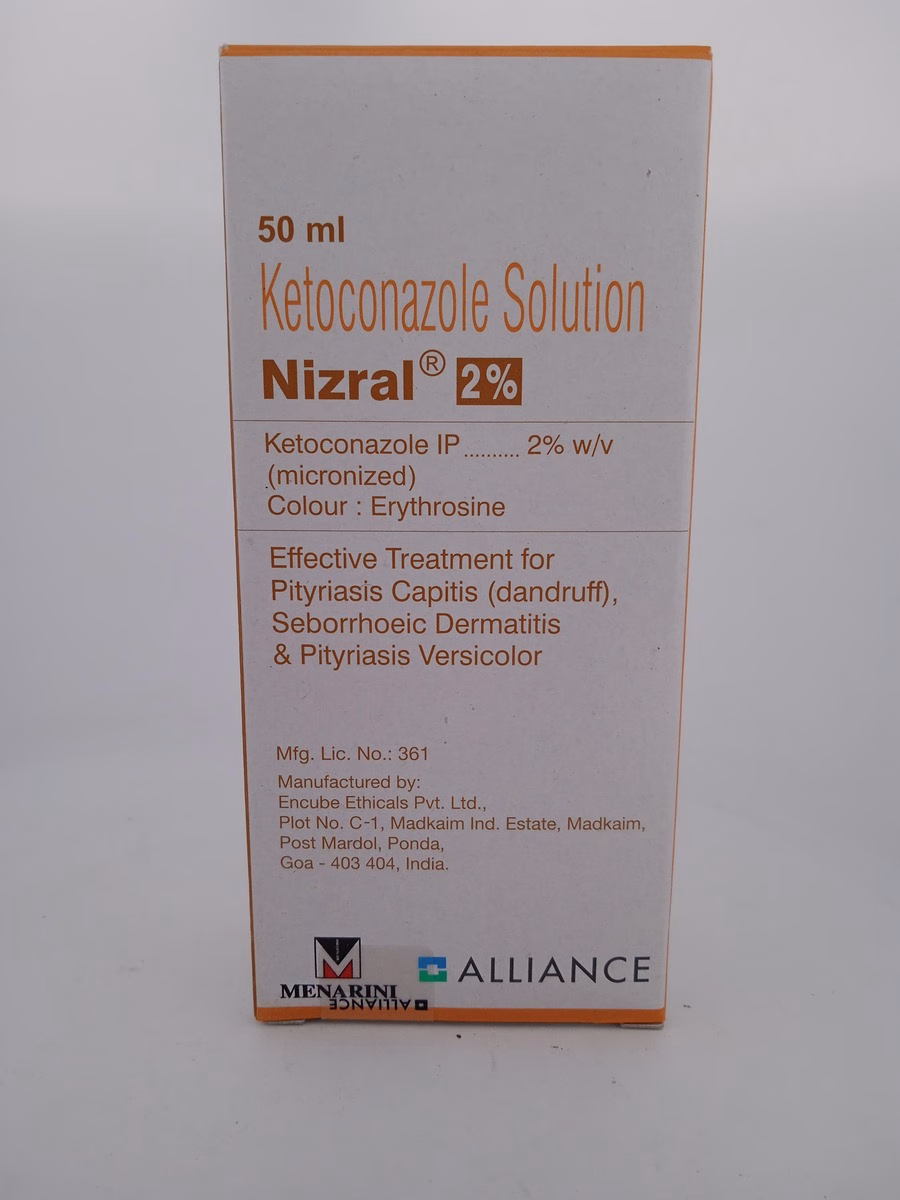 50 ml
Ketoconazole Solution
Nizral® 2%
Ketoconazole IP .......... 2% w/v
(micronized)
Colour : Erythrosine
Effective Treatment for
Pityriasis Capitis (dandruff),
Seborrhoeic Dermatitis
& Pityriasis Versicolor
Mfg. Lic. No.: 361
Manufactured by:
Encube Ethicals Pvt. Ltd.,
Plot No. C-1, Madkaim Ind. Estate, Madkaim,
Post Mardol, Ponda,
Goa - 403 404, India.
MENARINI
ALLIANCE
ALLIANCE